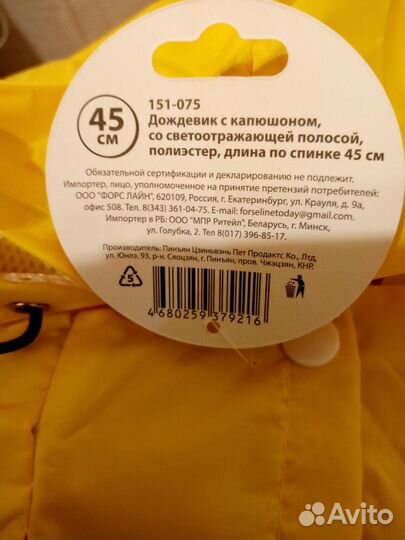 151-075
45
см
Дождевик с капюшоном,
со светоотражающей полосой,
полиэстер, длина по спинке 45 см
Обязательной сертификации и декларированию не подлежит.
Импортер, лицо, уполномоченное на принятие претензий потребителей:
ООО "ФОРС ЛАЙН", 620109, Россия, г. Екатеринбург, ул. Крауля, д. 9а,
офис 508. Тел. 8(343) 361-04-75. E-mail: forselinetoday@gmail.com.
Импортер в РБ: ООО "МПР Ритейл", Беларусь, г. Минск,
ул. Голубка, 2. Тел. 8 (017) 396-85-17.
Производитель: Пинъян Цзиньвэнь Пет Продактс Ко., Лтд,
ул. Юнлэ, 93, р-н. Сяоцзян, г. Пинъян, пров. Чжэцзян, КНР.
5
4 680259 379216
Avito